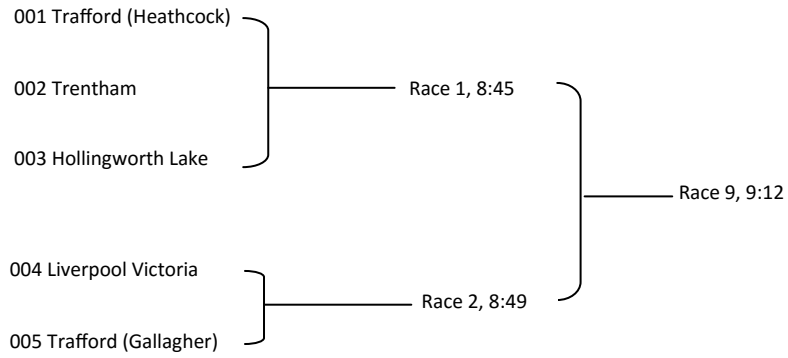 001 Trafford (Heathcock)
002 Trentham
Race 1, 8:45
003 Hollingworth Lake
Race 9, 9:12
004 Liverpool Victoria
Race 2, 8:49
005 Trafford (Gallagher)